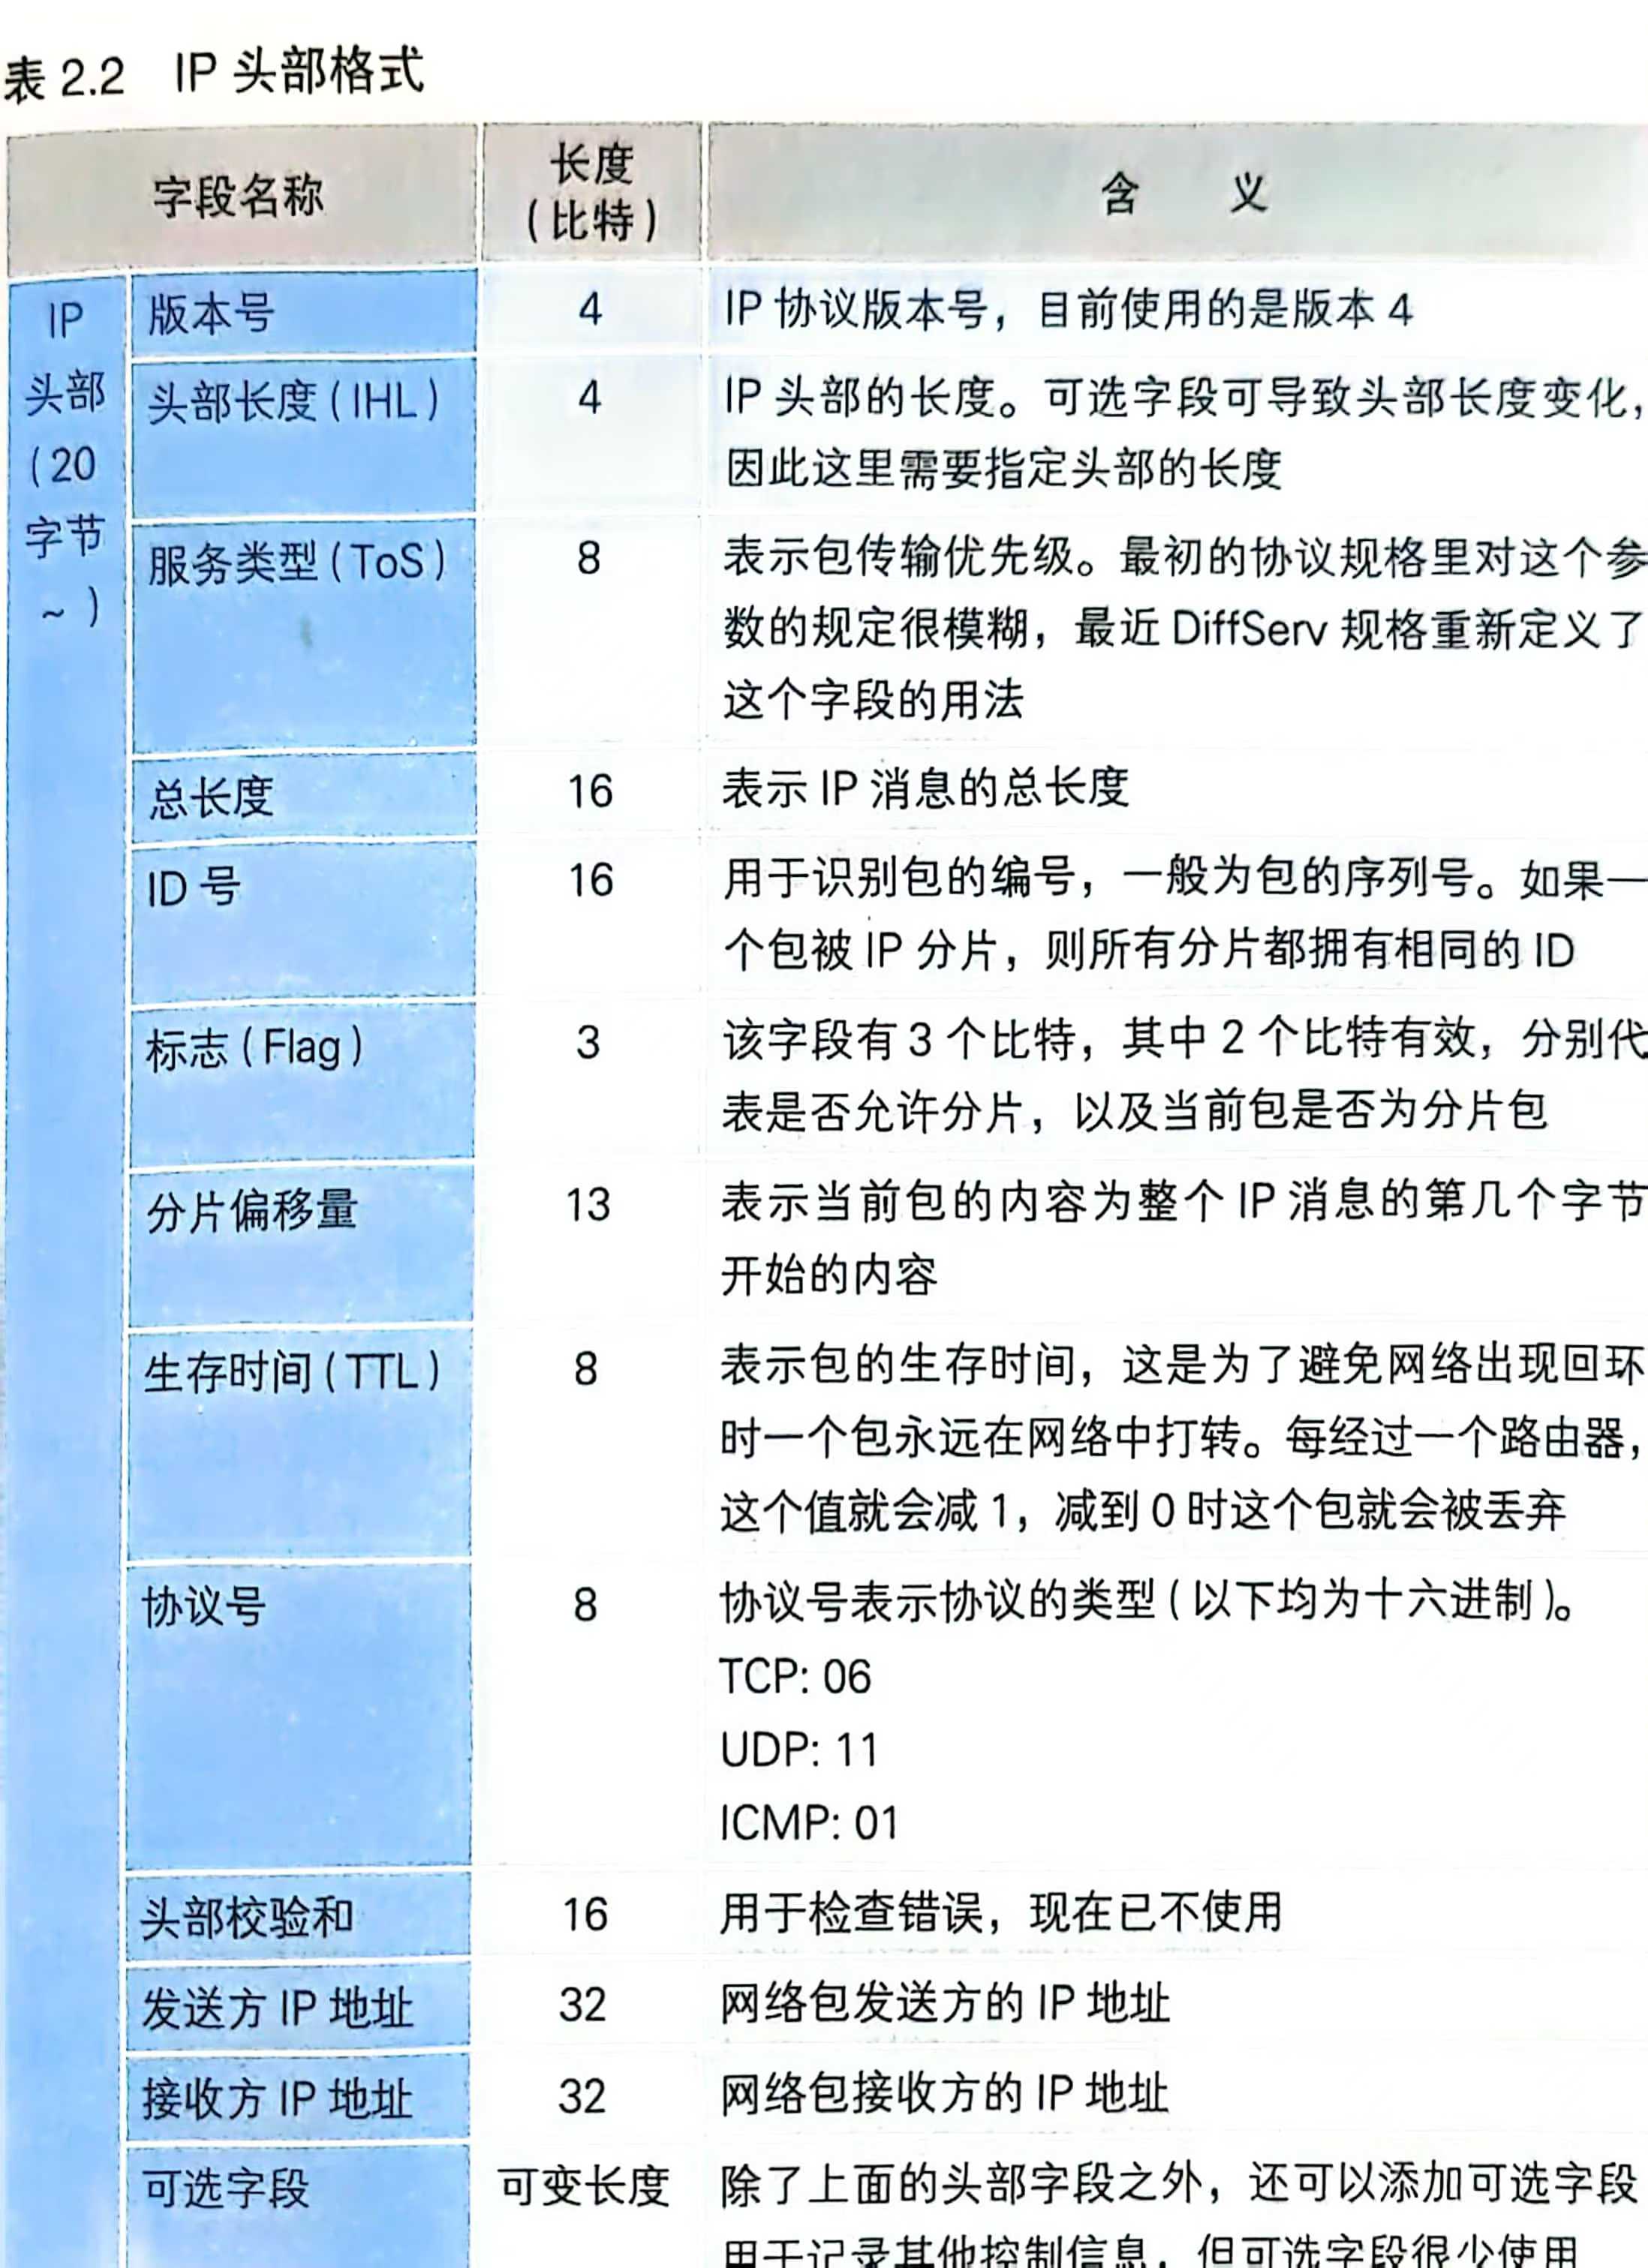 表 2.2 IP 头部格式
字段名称
长度
(比特)
含 义
IP
头部
(20
字节
~)
版本号
4
IP 协议版本号，目前使用的是版本 4
头部长度(IHL)
4
IP 头部的长度。可选字段可导致头部长度变化，
因此这里需要指定头部的长度
服务类型(ToS)
8
表示包传输优先级。最初的协议规格里对这个参
数的规定很模糊，最近 DiffServ 规格重新定义了
这个字段的用法
总长度
16
表示 IP 消息的总长度
ID 号
16
用于识别包的编号，一般为包的序列号。如果一
个包被 IP 分片，则所有分片都拥有相同的 ID
标志(Flag)
3
该字段有 3 个比特，其中 2 个比特有效，分别代
表是否允许分片，以及当前包是否为分片包
分片偏移量
13
表示当前包的内容为整个 IP 消息的第几个字节
开始的内容
生存时间(TTL)
8
表示包的生存时间，这是为了避免网络出现回环
时一个包永远在网络中打转。每经过一个路由器，
这个值就会减 1，减到 0 时这个包就会被丢弃
协议号
8
协议号表示协议的类型(以下均为十六进制)。
TCP: 06
UDP: 11
ICMP: 01
头部校验和
16
用于检查错误，现在已不使用
发送方 IP 地址
32
网络包发送方的 IP 地址
接收方 IP 地址
32
网络包接收方的 IP 地址
可选字段
可变长度
除了上面的头部字段之外，还可以添加可选字段
用于记录其他控制信息，但可选字段很少使用